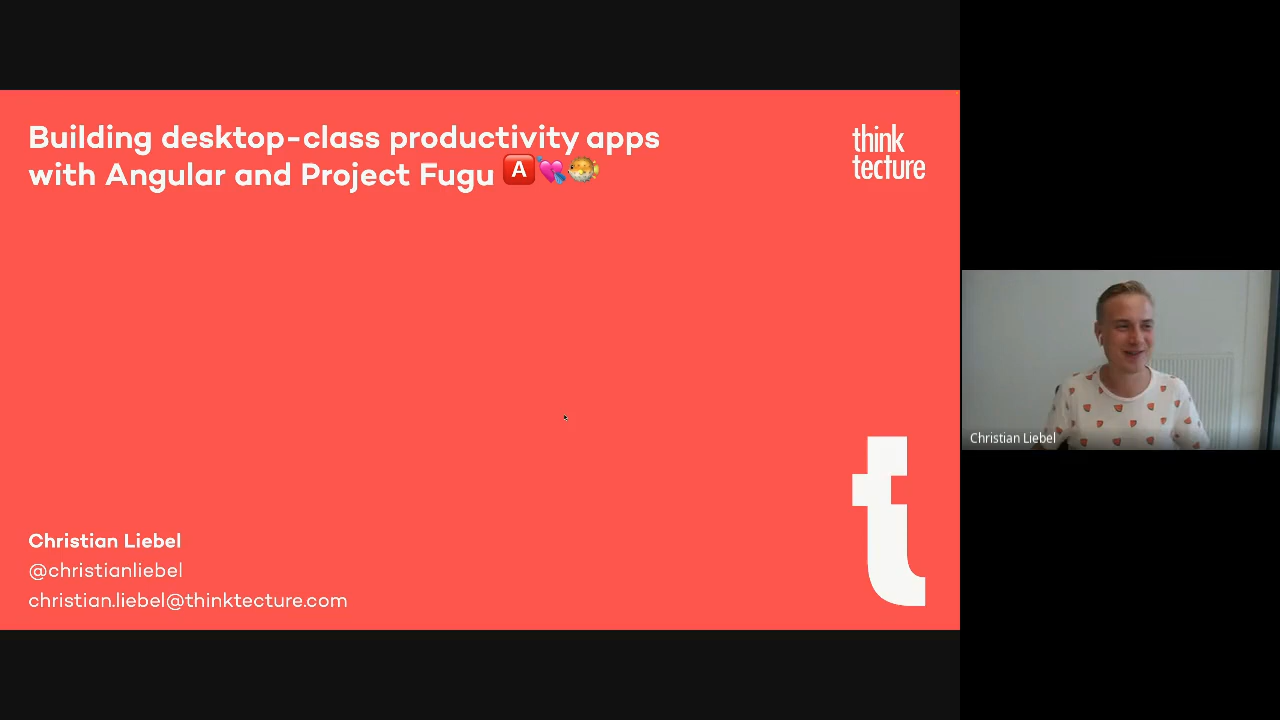 Building desktop-class productivity apps
with Angular and Project Fugu 🅰️💘🐡
think
tecture
Christian Liebel
t
Christian Liebel
@christianliebel
christian.liebel@thinktecture.com